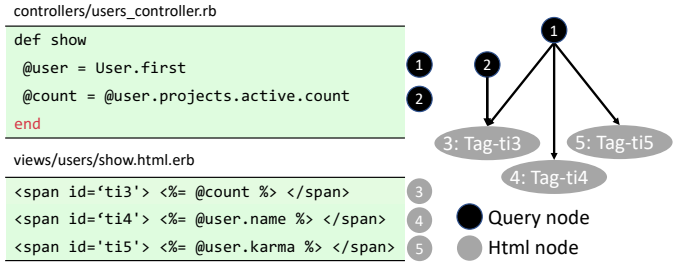 controllers/users_controller.rb
def show
@user = User.first
1
@count = @user.projects.active.count
2
end
views/users/show.html.erb
<span id=‘ti3'> <%= @count %> </span>
3
<span id='ti4'> <%= @user.name %> </span>
4
<span id='ti5'> <%= @user.karma %> </span>
5
1
2
3: Tag-ti3
5: Tag-ti5
4: Tag-ti4
Query node
Html node